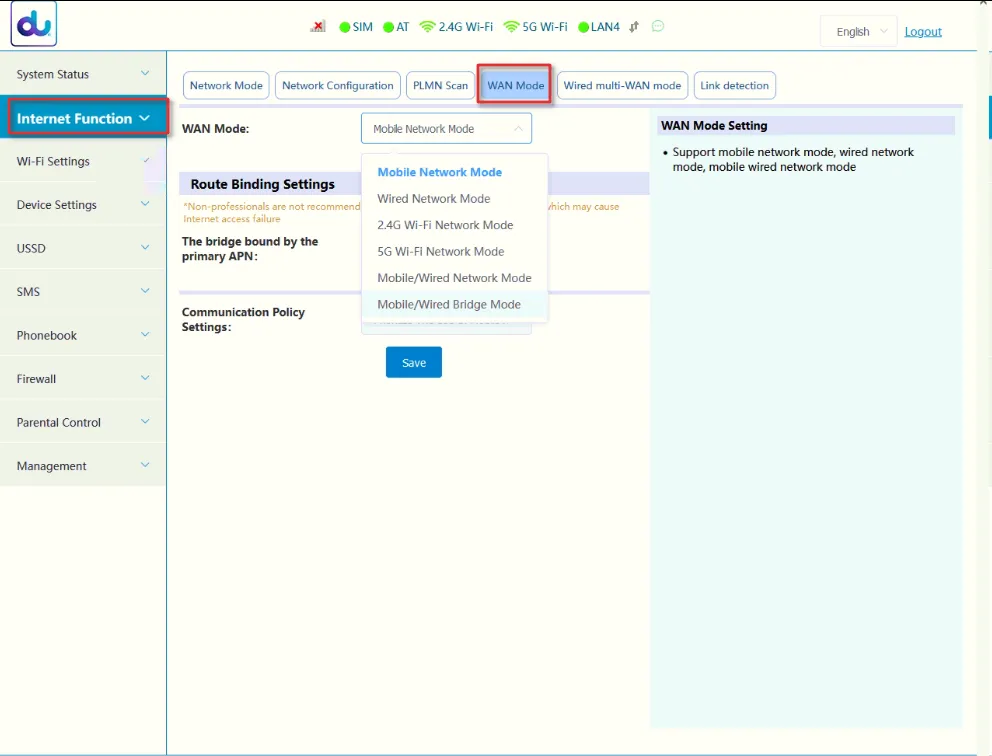 du
SIM AT 2.4G Wi-Fi 5G Wi-Fi LAN4
English Logout
System Status
Internet Function
Wi-Fi Settings
Device Settings
USSD
SMS
Phonebook
Firewall
Parental Control
Management
Network Mode Network Configuration PLMN Scan WAN Mode Wired multi-WAN mode Link detection
WAN Mode: Mobile Network Mode
Mobile Network Mode
Wired Network Mode
2.4G Wi-Fi Network Mode
5G Wi-Fi Network Mode
Mobile/Wired Network Mode
Mobile/Wired Bridge Mode
Route Binding Settings
*Non-professionals are not recommend which may cause
Internet access failure
The bridge bound by the
primary APN:
Communication Policy
Settings:
Save
WAN Mode Setting
• Support mobile network mode, wired network
mode, mobile wired network mode